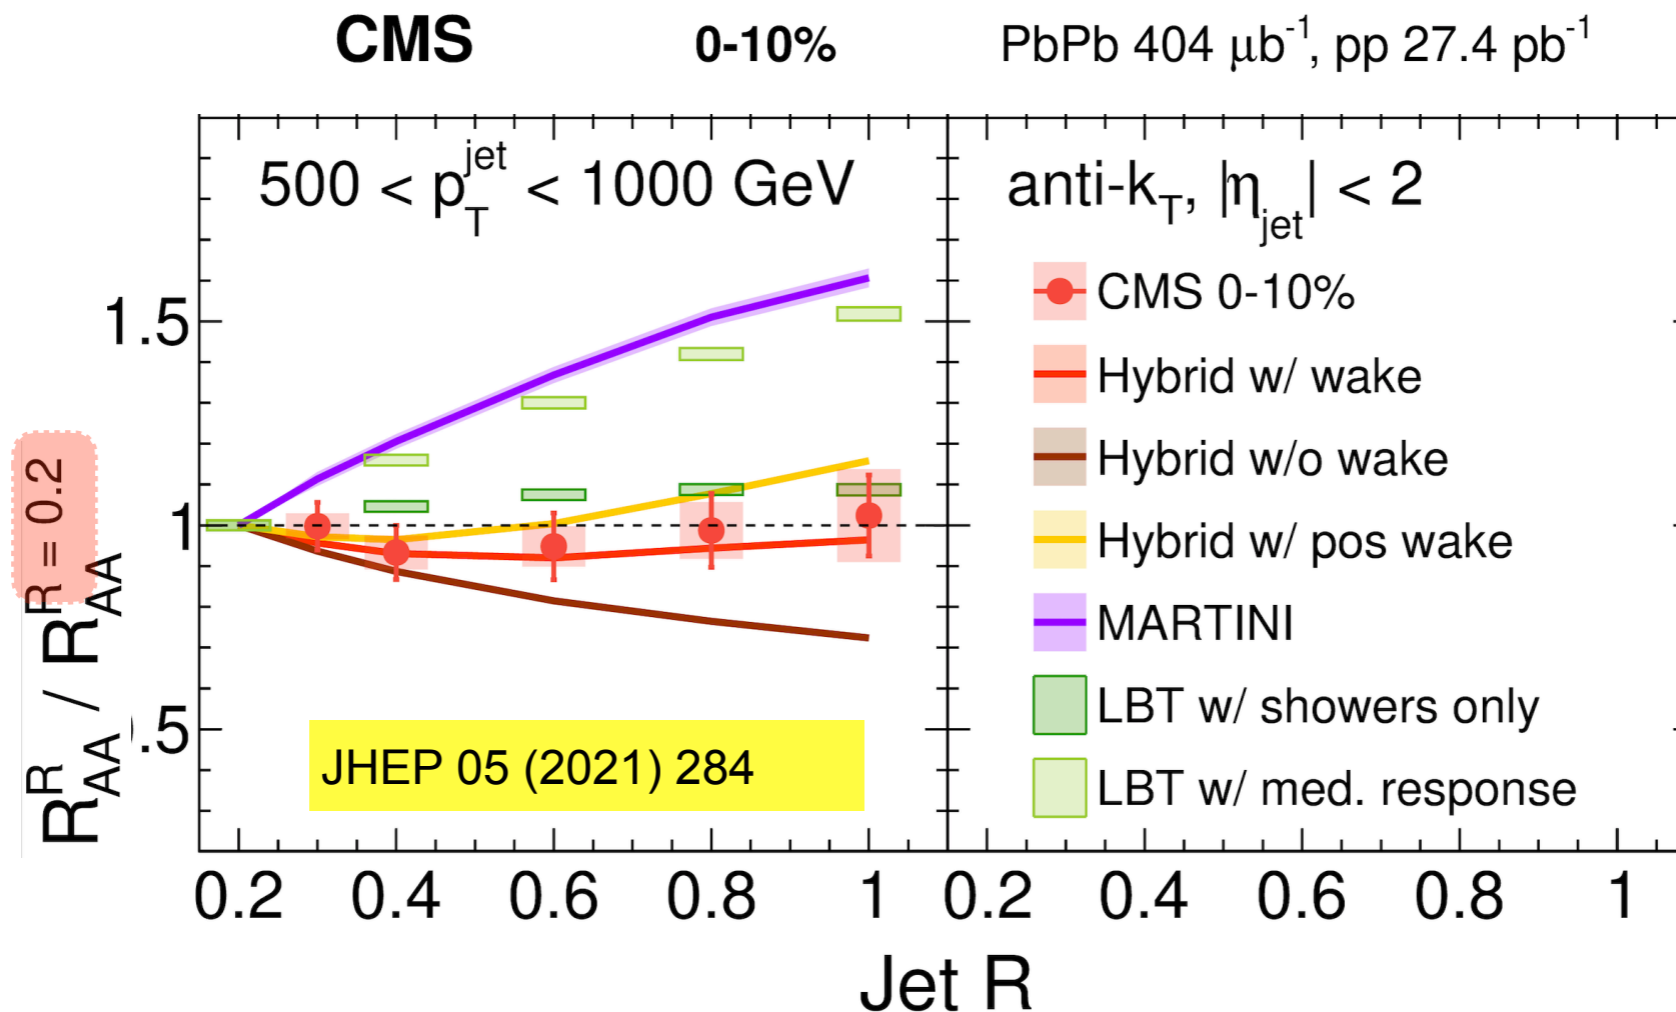 CMS 0-10% PbPb 404 μb⁻¹, pp 27.4 pb⁻¹
500 < p_T^jet < 1000 GeV
anti-k_T, |η_jet| < 2
CMS 0-10%
Hybrid w/ wake
Hybrid w/o wake
Hybrid w/ pos wake
MARTINI
LBT w/ showers only
LBT w/ med. response
1.5
1
.5
R_AA^R / R_AA^R = 0.2
JHEP 05 (2021) 284
0.2 0.4 0.6 0.8 1 0.2 0.4 0.6 0.8 1
Jet R